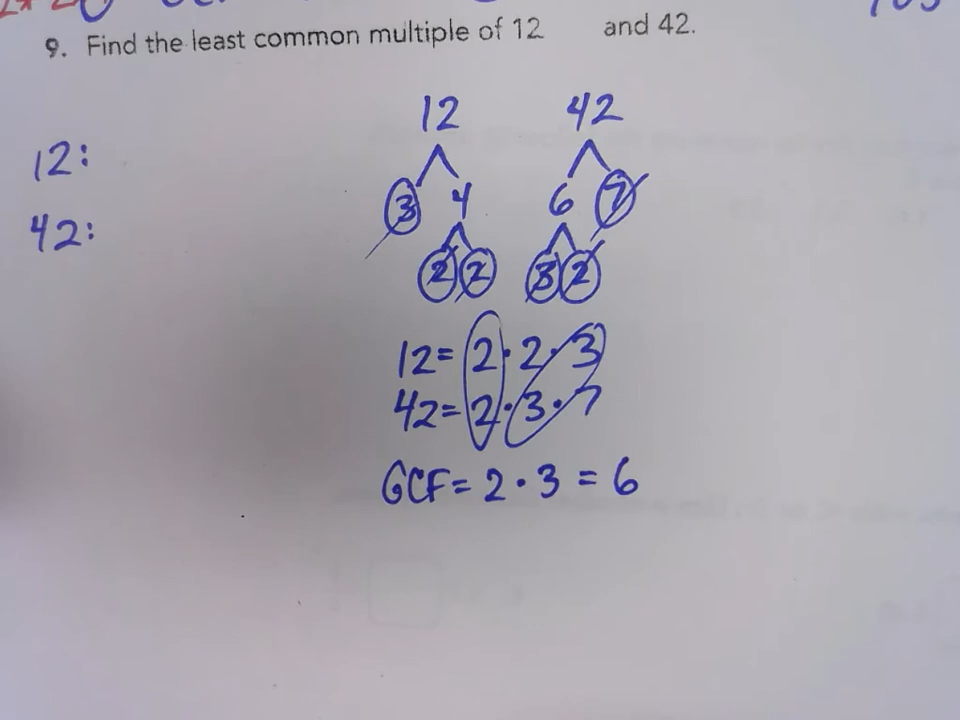 9. Find the least common multiple of 12 and 42.
12 42
12:
3 4 6 7
42:
2 2 3 2
12= 2·2·3
42= 2·3·7
GCF= 2·3 = 6